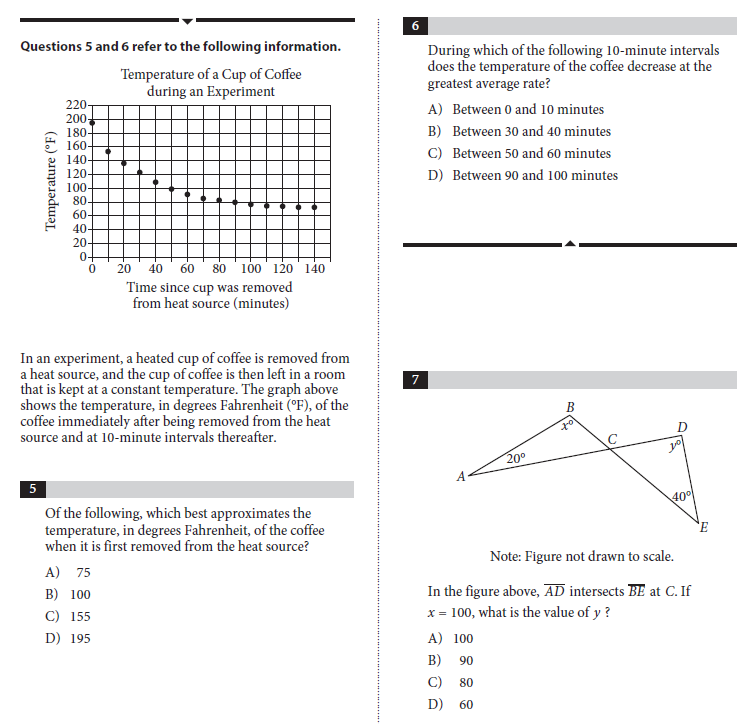 Questions 5 and 6 refer to the following information.
Temperature of a Cup of Coffee
during an Experiment
Temperature (°F)
220
200
180
160
140
120
100
80
60
40
20
0
0 20 40 60 80 100 120 140
Time since cup was removed
from heat source (minutes)
In an experiment, a heated cup of coffee is removed from
a heat source, and the cup of coffee is then left in a room
that is kept at a constant temperature. The graph above
shows the temperature, in degrees Fahrenheit (°F), of the
coffee immediately after being removed from the heat
source and at 10-minute intervals thereafter.
5
Of the following, which best approximates the
temperature, in degrees Fahrenheit, of the coffee
when it is first removed from the heat source?
A) 75
B) 100
C) 155
D) 195
6
During which of the following 10-minute intervals
does the temperature of the coffee decrease at the
greatest average rate?
A) Between 0 and 10 minutes
B) Between 30 and 40 minutes
C) Between 50 and 60 minutes
D) Between 90 and 100 minutes
7
B
x°
C
D
y°
20°
A
40°
E
Note: Figure not drawn to scale.
In the figure above, AD intersects BE at C. If
x = 100, what is the value of y ?
A) 100
B) 90
C) 80
D) 60